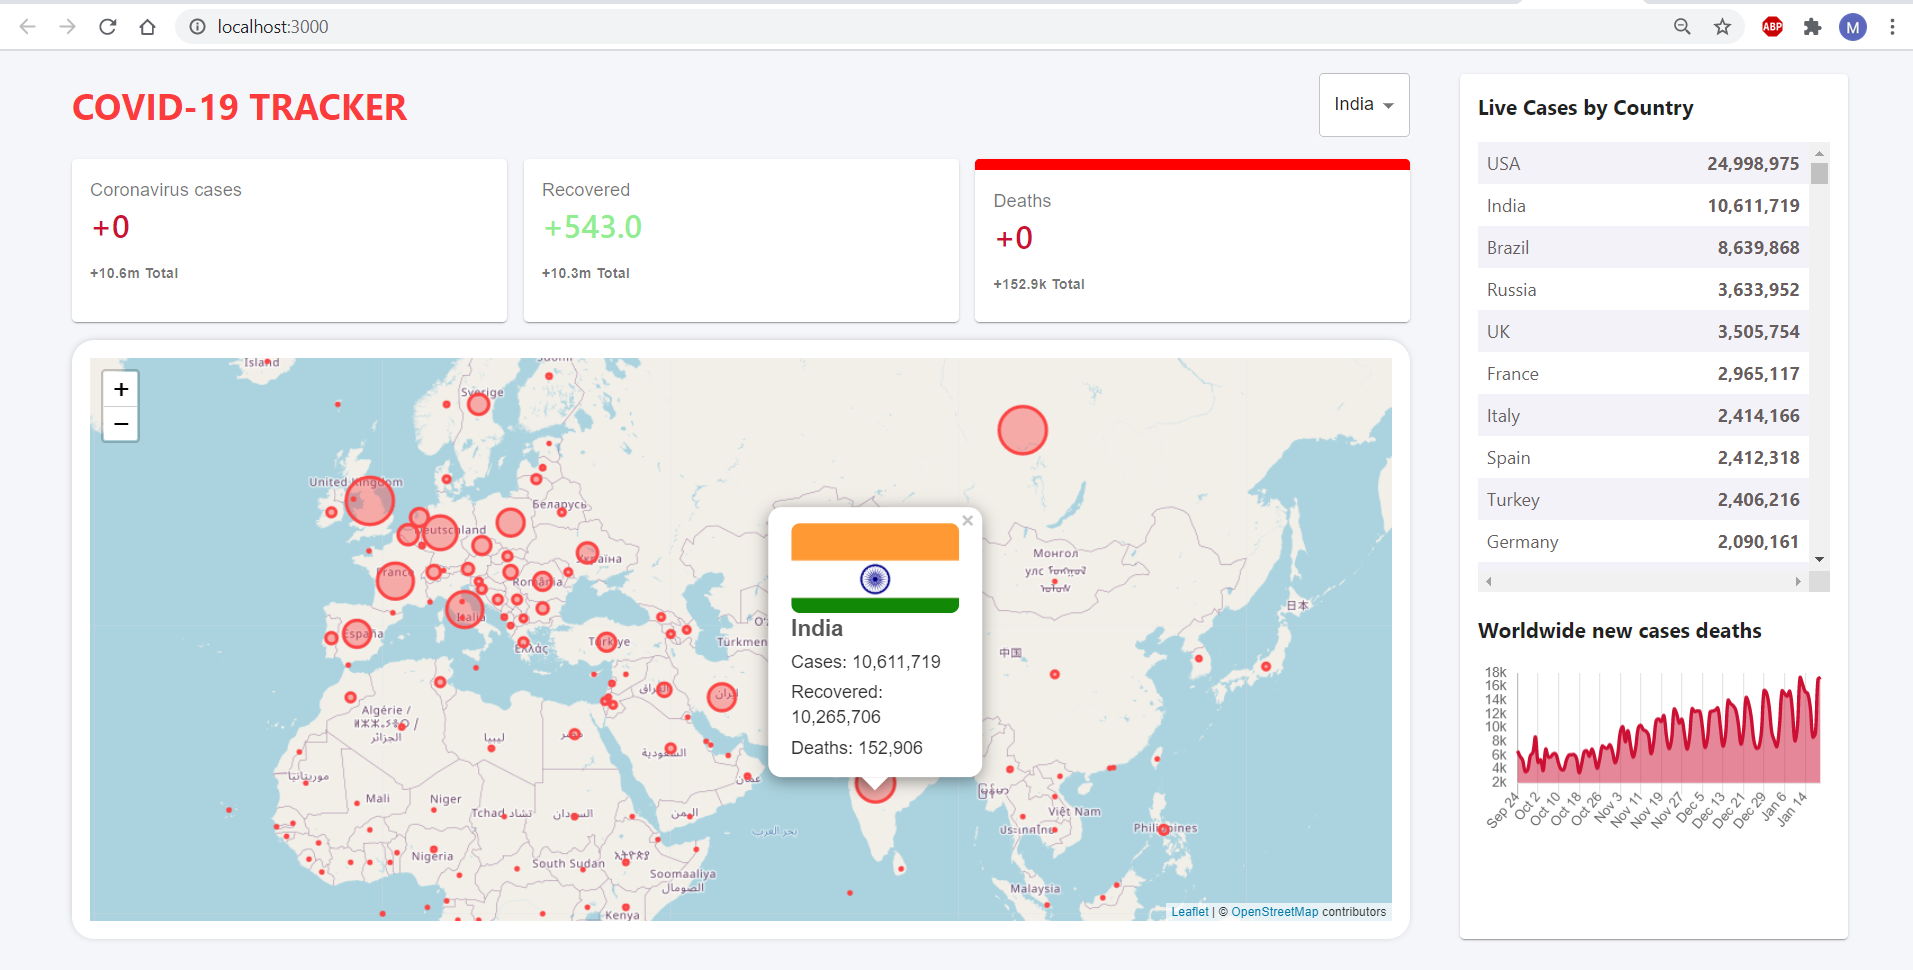 localhost:3000
ABP
M
COVID-19 TRACKER
India
Coronavirus cases
+0
+10.6m Total
Recovered
+543.0
+10.3m Total
Deaths
+0
+152.9k Total
+
−
Island
Suomi
Sverige
United Kingdom
Беларусь
Deutschland
Україна
France
România
Italia
España
Türkiye
Ελλάς
Türkmen
Монгол
улс
日本
中国
Algérie /
الجزائر
ليبيا
مصر
العراق
ایران
السعودية
عمان
موريتانيا
Mali
Niger
Tchad تشاد
السودان
اليمن
بحر العرب
Nigeria
South Sudan
Soomaaliya
الصومال
Kenya
Việt Nam
Philippines
Malaysia
×
India
Cases: 10,611,719
Recovered:
10,265,706
Deaths: 152,906
Leaflet | © OpenStreetMap contributors
Live Cases by Country
USA 24,998,975
India 10,611,719
Brazil 8,639,868
Russia 3,633,952
UK 3,505,754
France 2,965,117
Italy 2,414,166
Spain 2,412,318
Turkey 2,406,216
Germany 2,090,161
Worldwide new cases deaths
18k
16k
14k
12k
10k
8k
6k
4k
2k
Sep 24
Oct 2
Oct 10
Oct 18
Oct 26
Nov 3
Nov 11
Nov 19
Nov 27
Dec 5
Dec 13
Dec 21
Dec 29
Jan 6
Jan 14